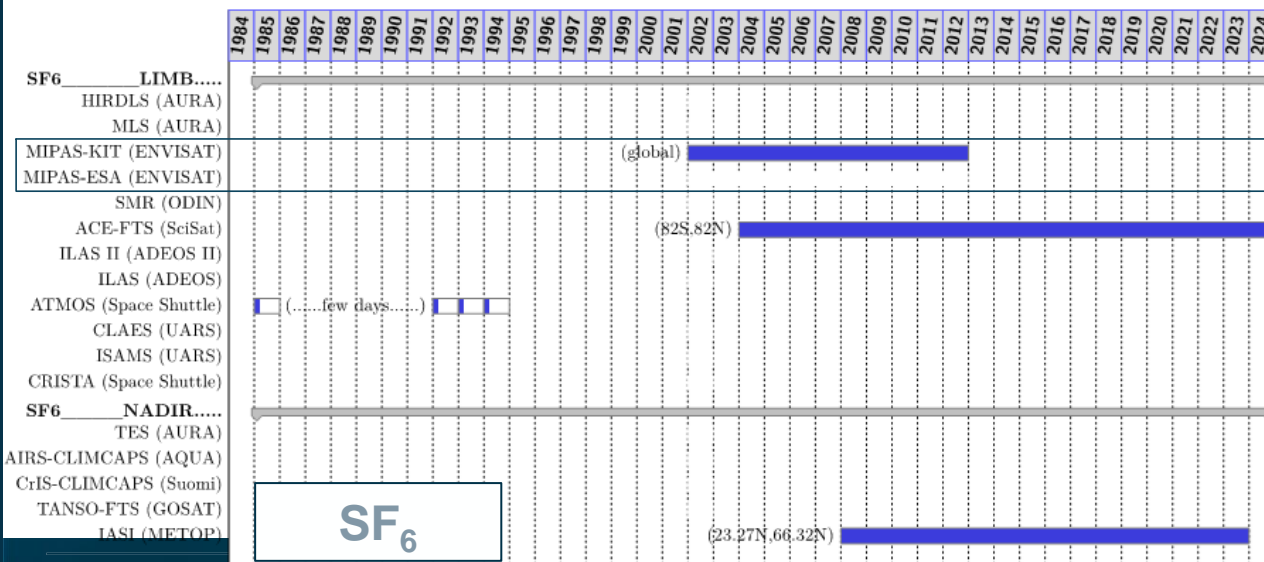 1984 1985 1986 1987 1988 1989 1990 1991 1992 1993 1994 1995 1996 1997 1998 1999 2000 2001 2002 2003 2004 2005 2006 2007 2008 2009 2010 2011 2012 2013 2014 2015 2016 2017 2018 2019 2020 2021 2022 2023 2024
SF6_______LIMB.....
HIRDLS (AURA)
MLS (AURA)
MIPAS-KIT (ENVISAT) (global)
MIPAS-ESA (ENVISAT)
SMR (ODIN)
ACE-FTS (SciSat) (82S,82N)
ILAS II (ADEOS II)
ILAS (ADEOS)
ATMOS (Space Shuttle) (......few days......)
CLAES (UARS)
ISAMS (UARS)
CRISTA (Space Shuttle)
SF6______NADIR.....
TES (AURA)
AIRS-CLIMCAPS (AQUA)
CrIS-CLIMCAPS (Suomi)
TANSO-FTS (GOSAT)
IASI (METOP) (23.27N,66.32N)
SF6